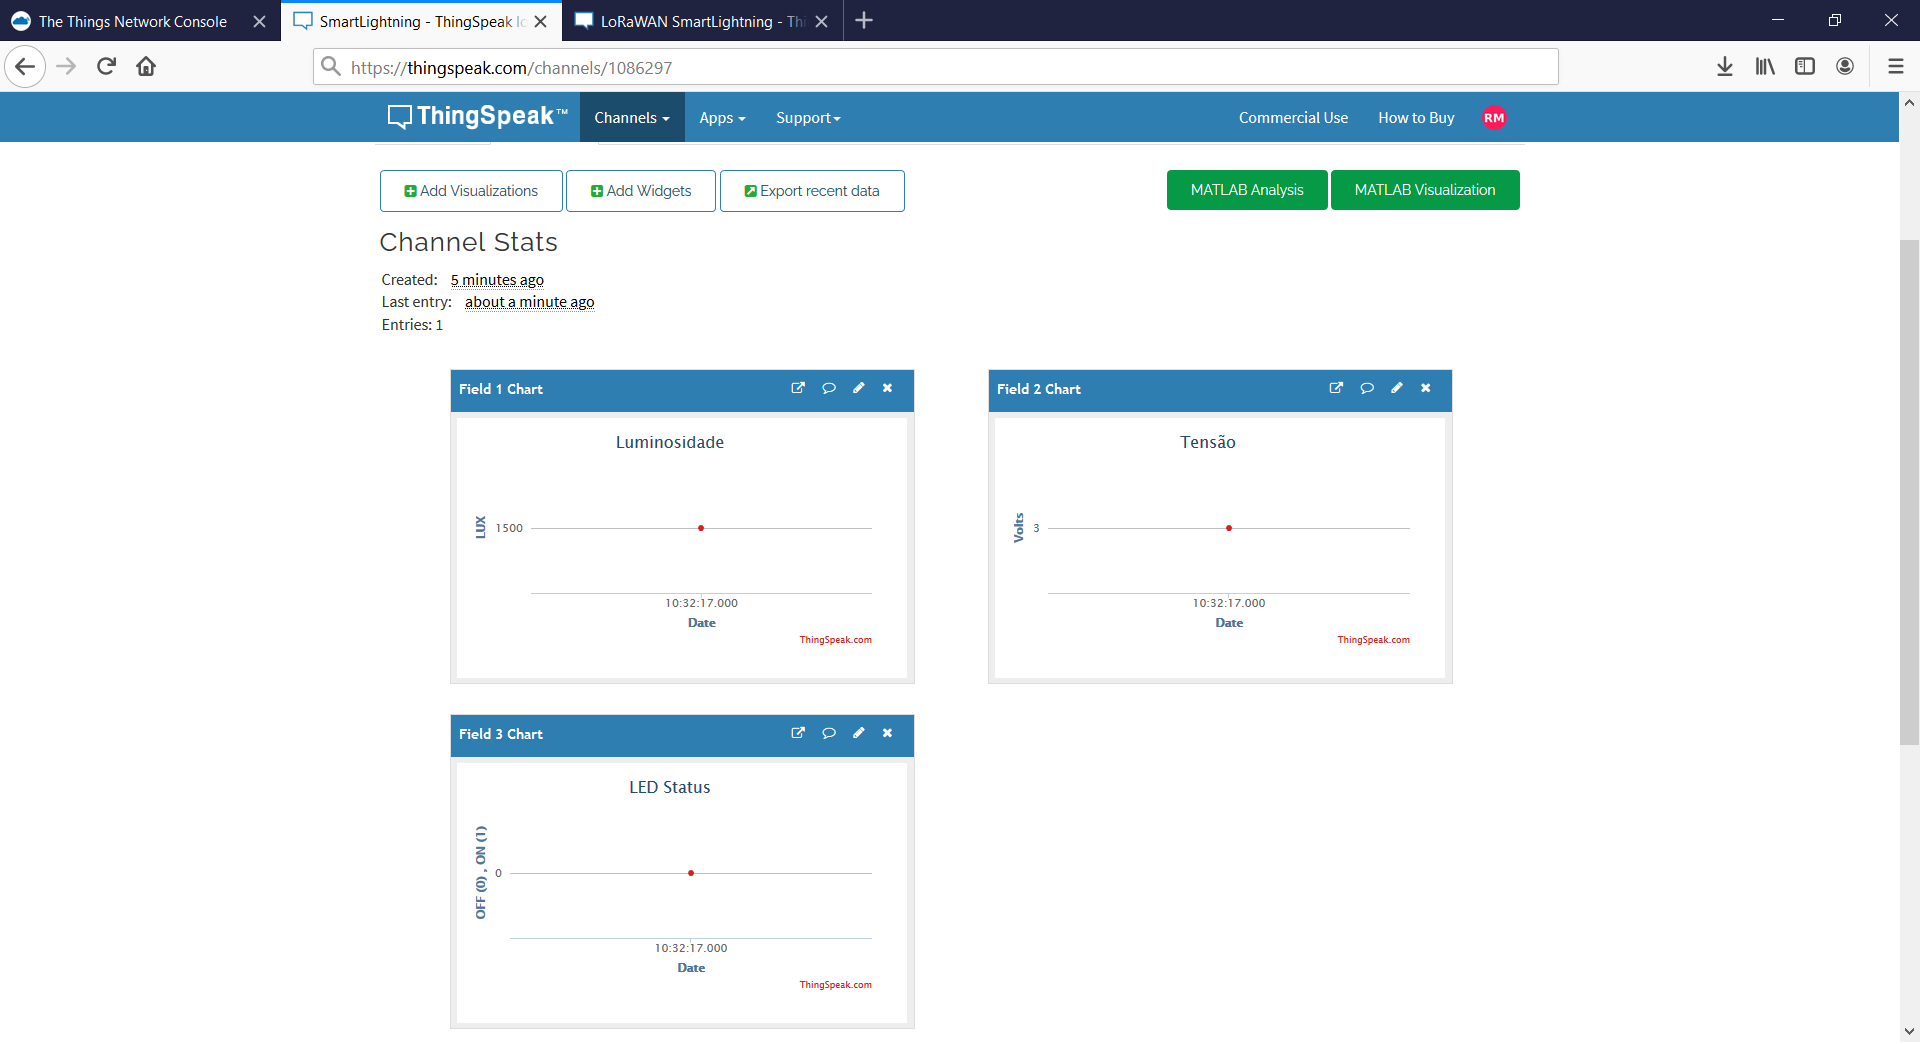 The Things Network Console
SmartLightning - ThingSpeak
LoRaWAN SmartLightning -
https://thingspeak.com/channels/1086297
ThingSpeak™
Channels
Apps
Support
Commercial Use
How to Buy
RM
Add Visualizations
Add Widgets
Export recent data
MATLAB Analysis
MATLAB Visualization
Channel Stats
Created: 5 minutes ago
Last entry: about a minute ago
Entries: 1
Field 1 Chart
Luminosidade
LUX
1500
10:32:17.000
Date
ThingSpeak.com
Field 2 Chart
Tensão
Volts
3
10:32:17.000
Date
ThingSpeak.com
Field 3 Chart
LED Status
OFF (0) , ON (1)
0
10:32:17.000
Date
ThingSpeak.com